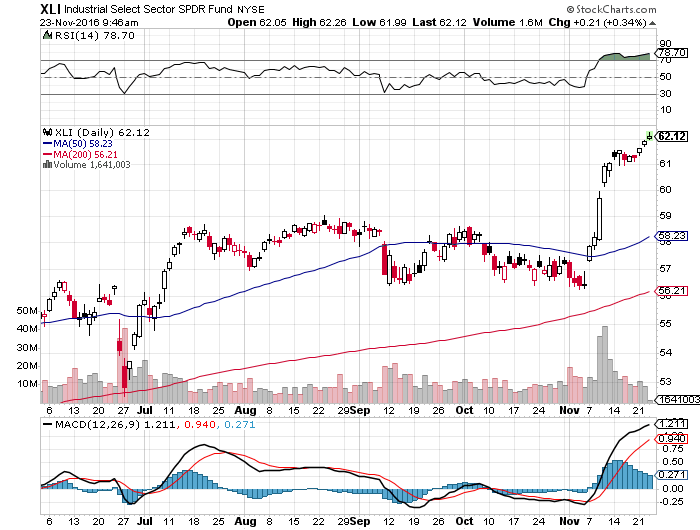 XLI Industrial Select Sector SPDR Fund NYSE © StockCharts.com
23-Nov-2016 9:46am Open 62.05 High 62.26 Low 61.99 Last 62.12 Volume 1.6M Chg +0.21 (+0.34%)
RSI(14) 78.70
90
78.70
70
50
30
10
XLI (Daily) 62.12
MA(50) 58.23
MA(200) 56.21
Volume 1,641,003
62.12
61
60
59
58.23
58
57
56.21
55
54
53
50M
40M
30M
20M
10M
1641003
6 13 20 27 Jul 11 18 25 Aug 8 15 22 29 Sep 12 19 26 Oct 10 17 24 Nov 7 14 21
MACD(12,26,9) 1.211, 0.940, 0.271
1.211
0.940
0.75
0.50
0.271
0.00
-0.25
6 13 20 27 Jul 11 18 25 Aug 8 15 22 29 Sep 12 19 26 Oct 10 17 24 Nov 7 14 21